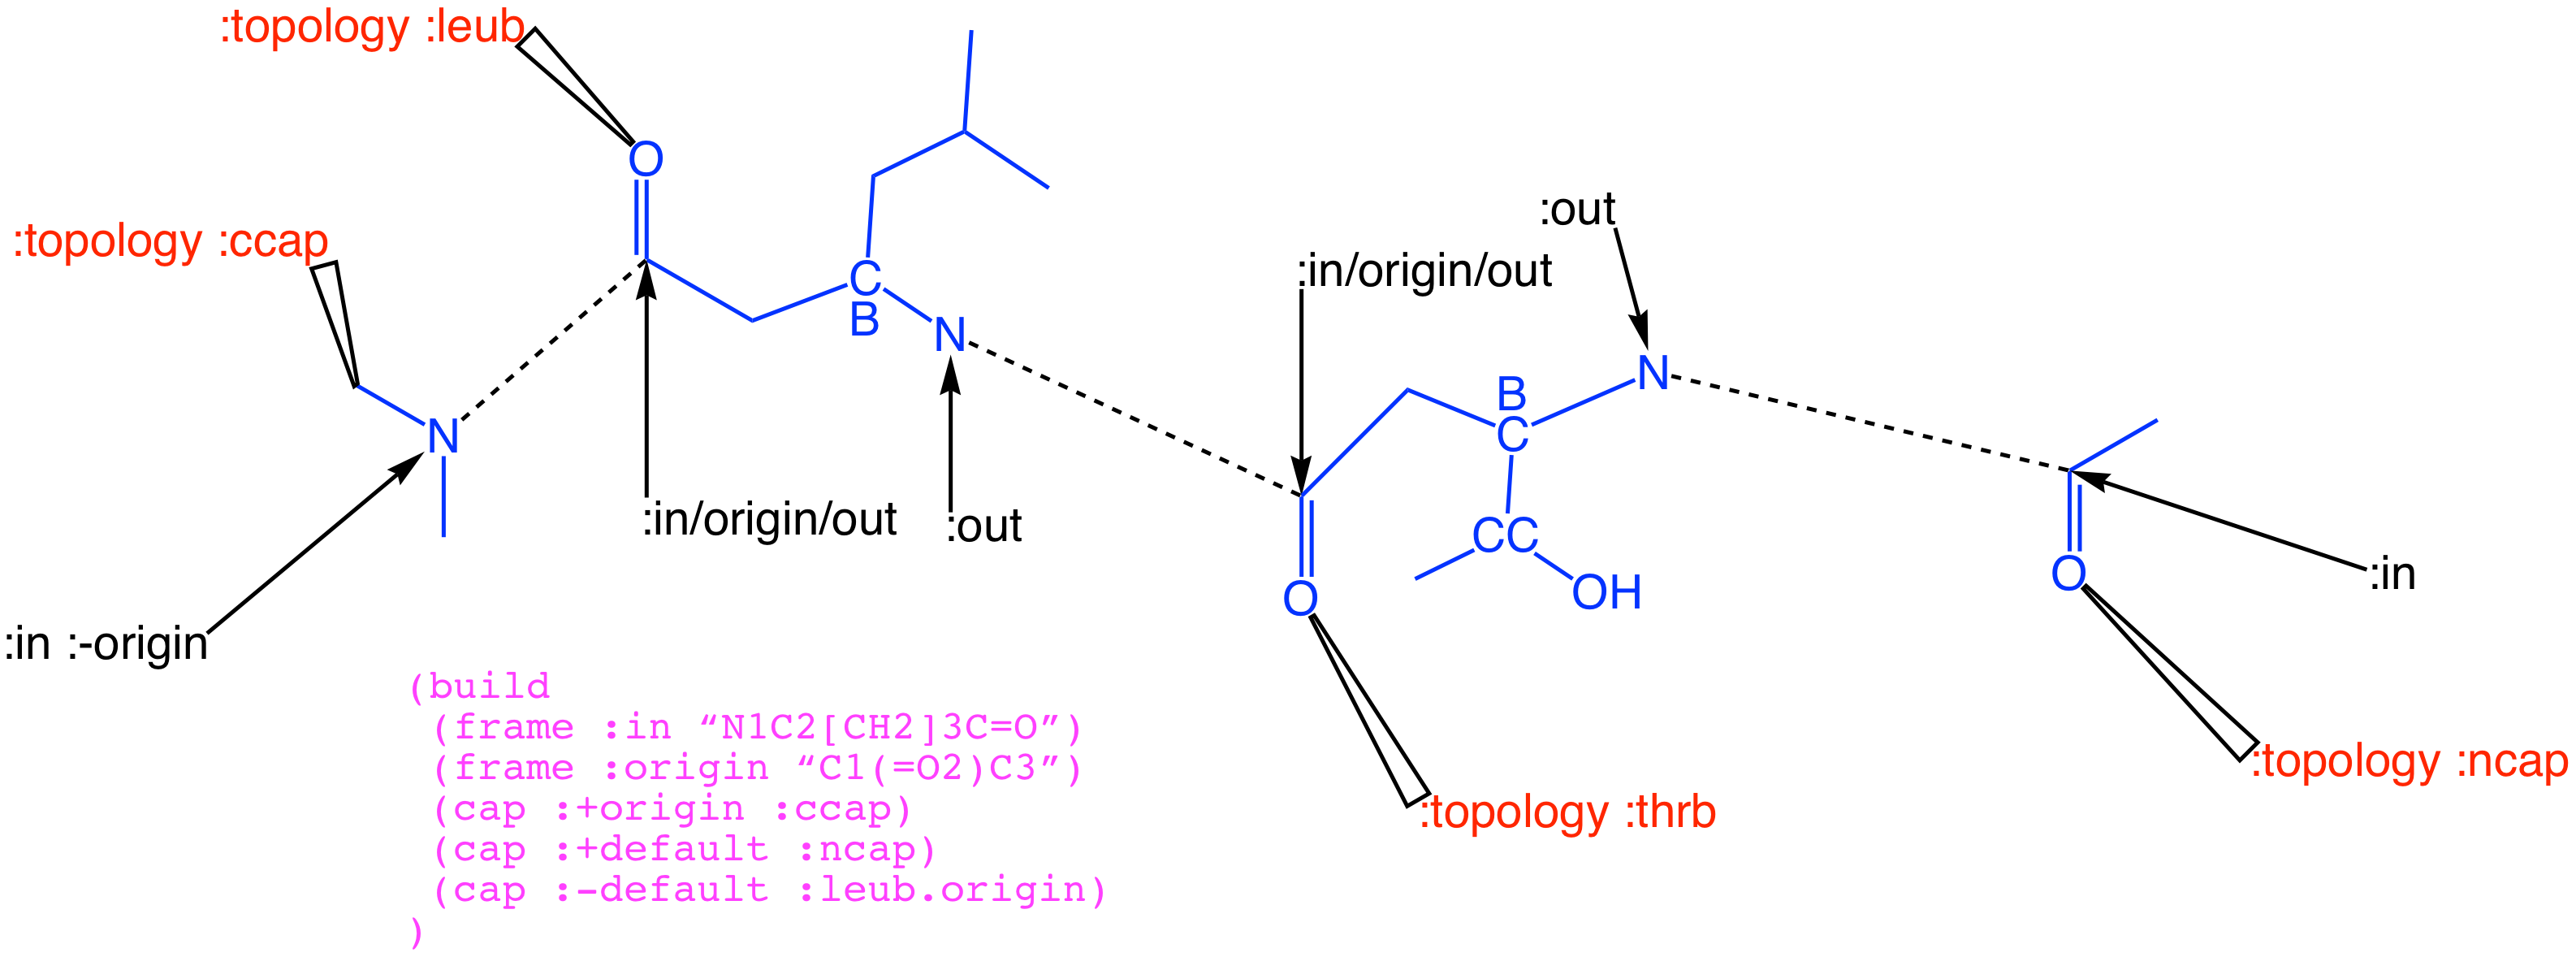 :topology :leub
O
:out
:topology :ccap
:in/origin/out
C
B
N
N
B
C
N
:in/origin/out
:out
CC
OH
O
O
:in
:in :-origin
(build
(frame :in “N1C2[CH2]3C=O”)
(frame :origin “C1(=O2)C3”)
(cap :+origin :ccap)
(cap :+default :ncap)
(cap :-default :leub.origin)
)
:topology :thrb
:topology :ncap